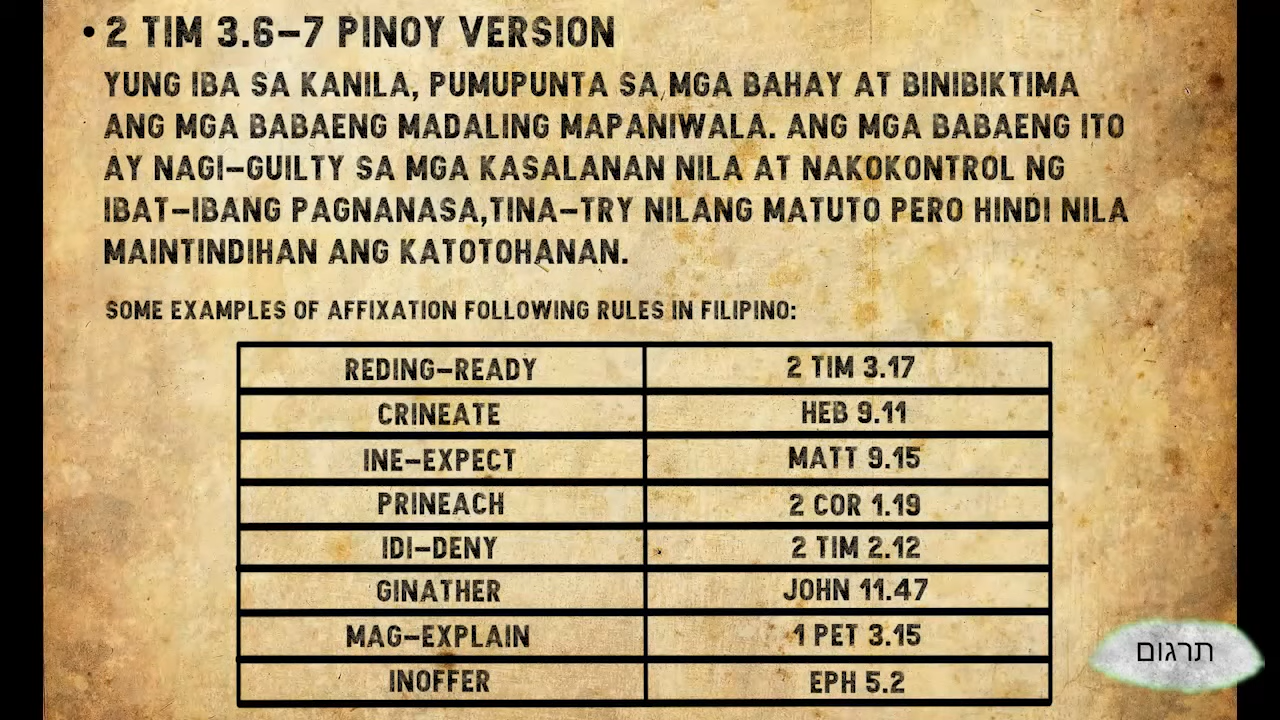 • 2 TIM 3.6–7 PINOY VERSION
YUNG IBA SA KANILA, PUMUPUNTA SA MGA BAHAY AT BINIBIKTIMA
ANG MGA BABAENG MADALING MAPANIWALA. ANG MGA BABAENG ITO
AY NAGI–GUILTY SA MGA KASALANAN NILA AT NAKOKONTROL NG
IBAT–IBANG PAGNANASA,TINA–TRY NILANG MATUTO PERO HINDI NILA
MAINTINDIHAN ANG KATOTOHANAN.
SOME EXAMPLES OF AFFIXATION FOLLOWING RULES IN FILIPINO:
REDING–READY 2 TIM 3.17
CRINEATE HEB 9.11
INE–EXPECT MATT 9.15
PRINEACH 2 COR 1.19
IDI–DENY 2 TIM 2.12
GINATHER JOHN 11.47
MAG–EXPLAIN 1 PET 3.15
INOFFER EPH 5.2
תרגום